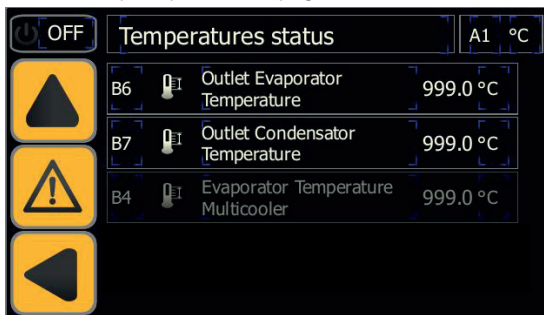 OFF
Temperatures status
A1 °C
B6 Outlet Evaporator
Temperature
999.0 °C
B7 Outlet Condensator
Temperature
999.0 °C
B4 Evaporator Temperature
Multicooler
999.0 °C